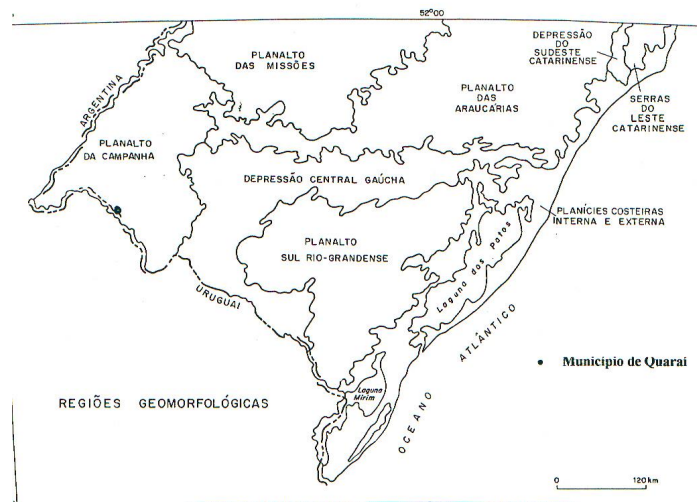 52°00
DEPRESSÃO
DO
SUDESTE
CATARINENSE
PLANALTO
DAS MISSÕES
PLANALTO
DAS
ARAUCÁRIAS
SERRAS
DO
LESTE
CATARINENSE
ARGENTINA
PLANALTO
DA CAMPANHA
DEPRESSÃO CENTRAL GAÚCHA
PLANÍCIES COSTEIRAS
INTERNA E EXTERNA
PLANALTO
SUL RIO-GRANDENSE
Laguna dos Patos
URUGUAI
OCEANO ATLÂNTICO
• Município de Quaraí
Laguna
Mirim
REGIÕES GEOMORFOLÓGICAS
0 120 km